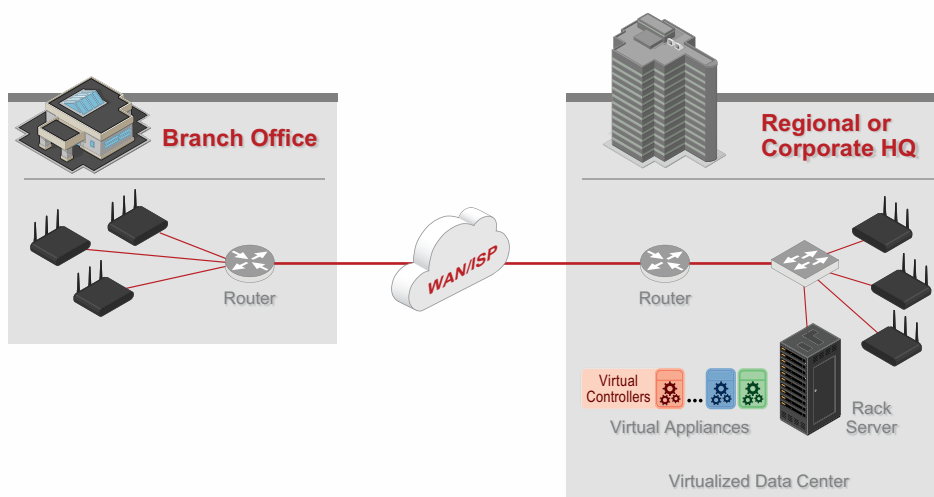 Branch Office
Regional or
Corporate HQ
WAN/ISP
Router
Router
Virtual
Controllers
...
Rack
Server
Virtual Appliances
Virtualized Data Center